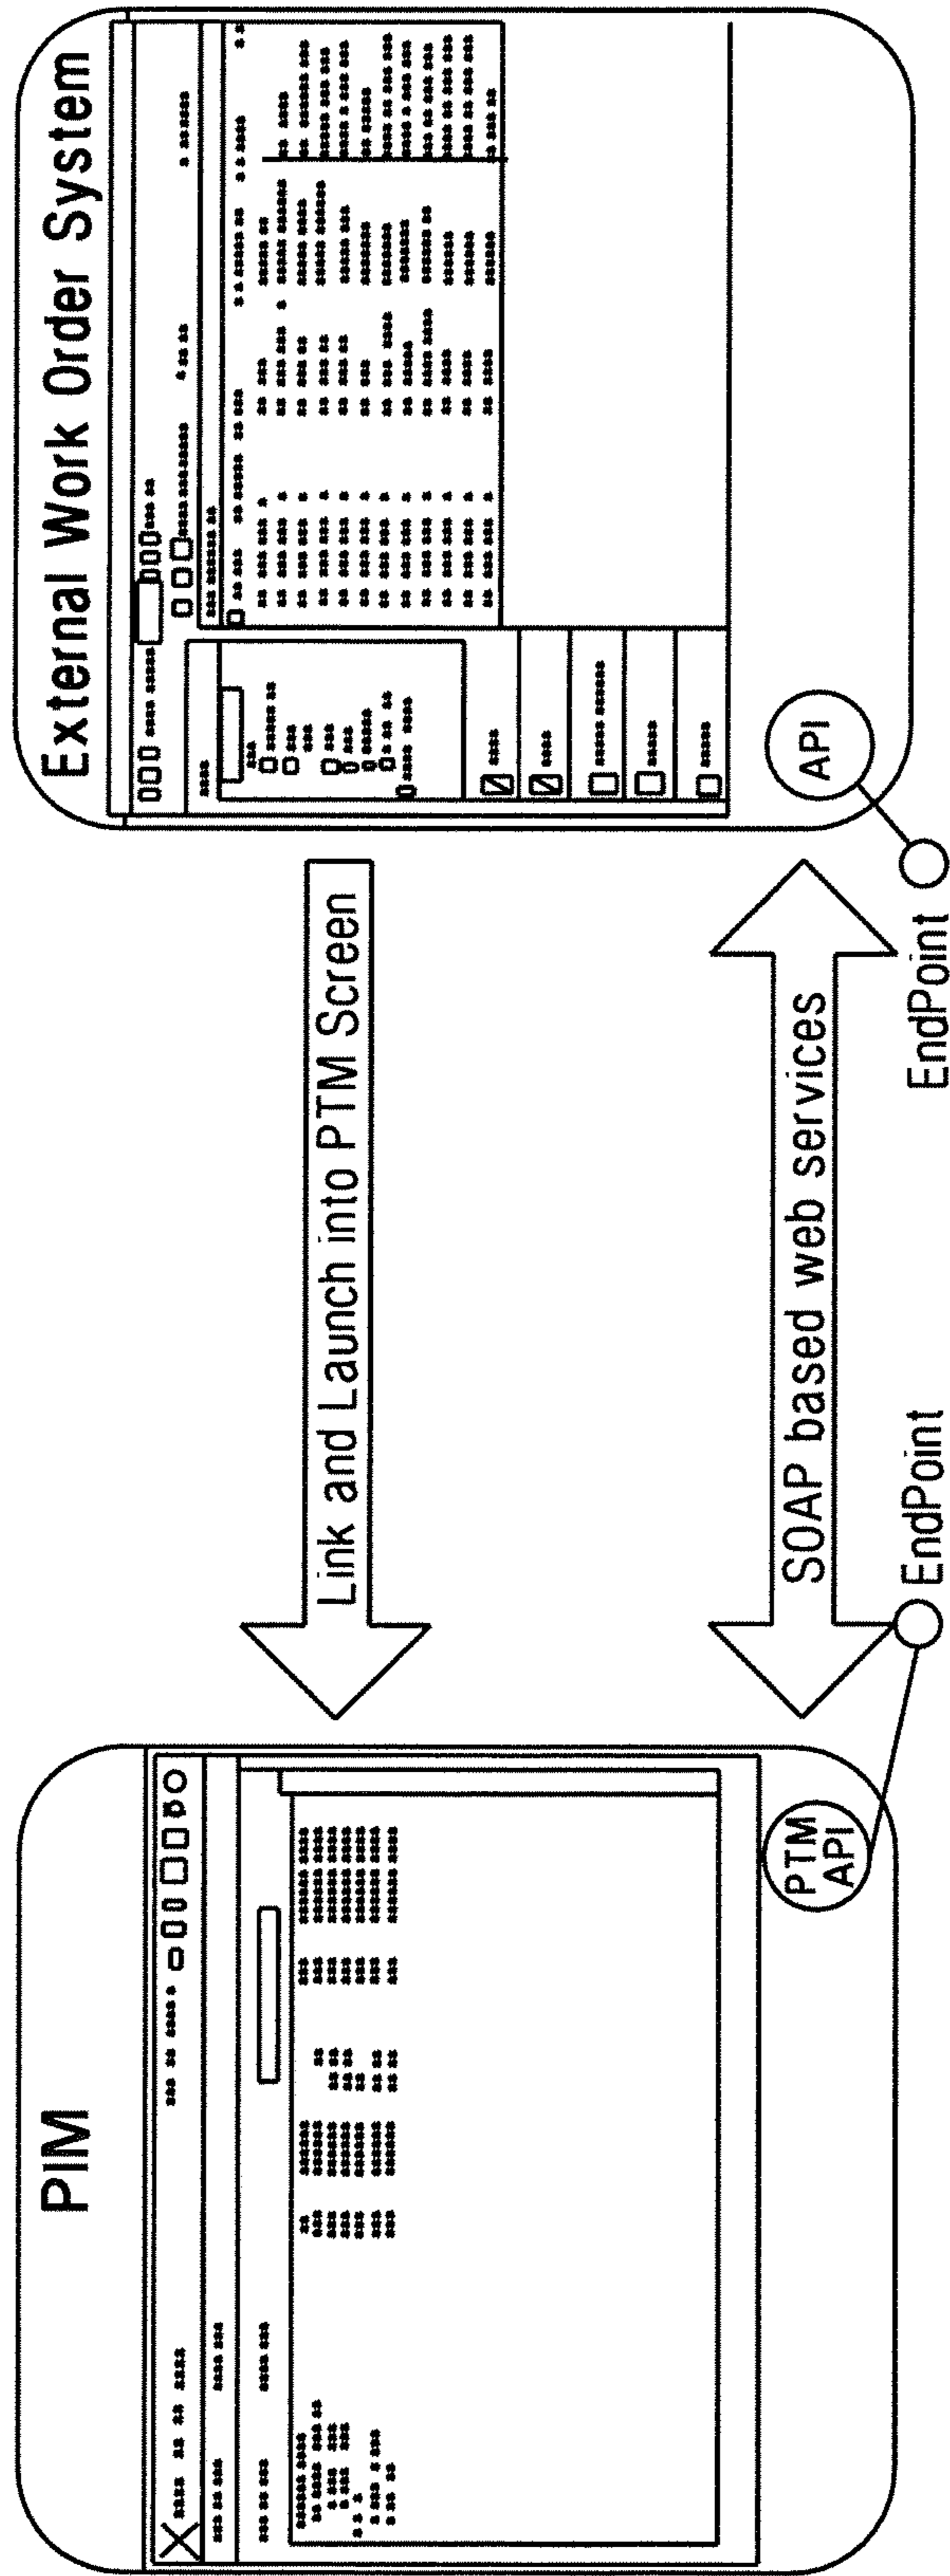 PIM
External Work Order System
Link and Launch into PTM Screen
SOAP based web services
PTM
API
API
EndPoint
EndPoint